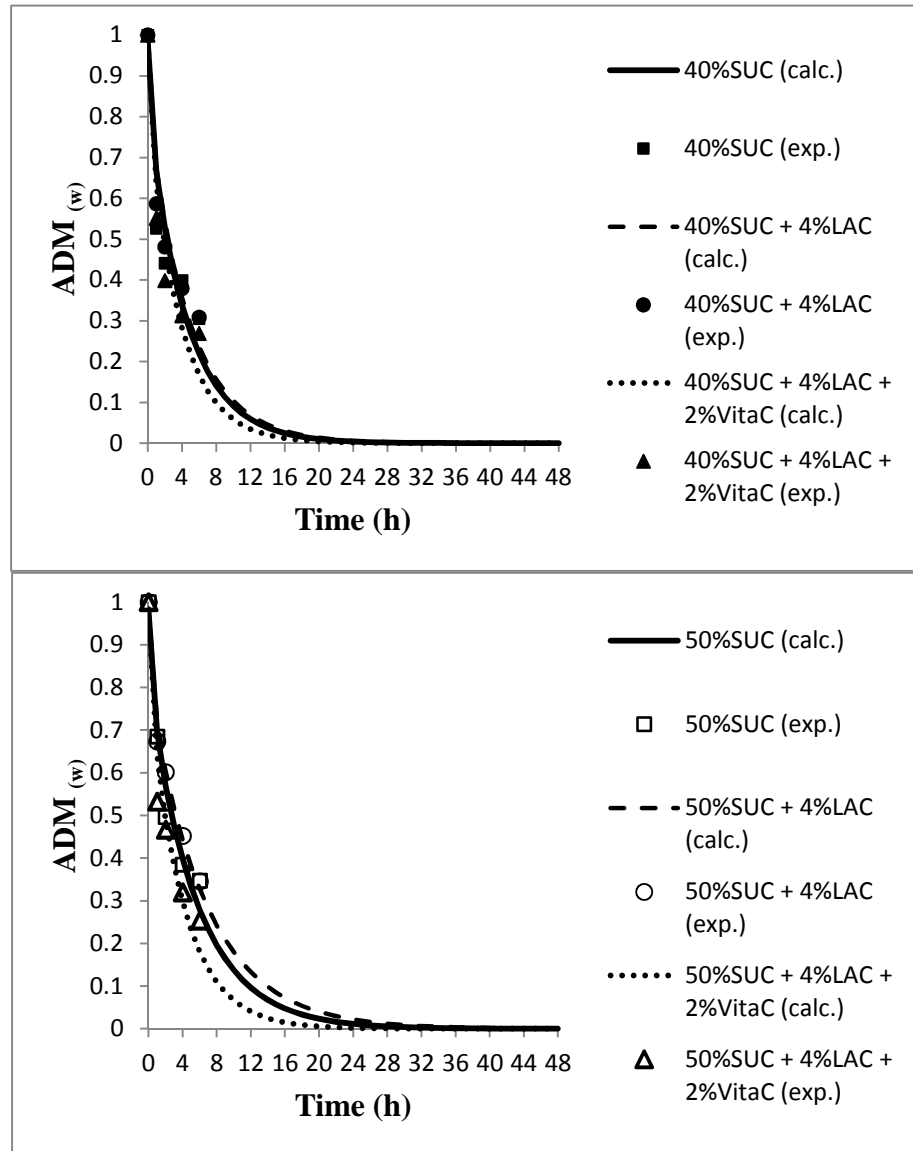 1
0.9
0.8
0.7
0.6
0.5
0.4
0.3
0.2
0.1
0
ADM (w)
0 4 8 12 16 20 24 28 32 36 40 44 48
Time (h)
40%SUC (calc.)
40%SUC (exp.)
40%SUC + 4%LAC
(calc.)
40%SUC + 4%LAC
(exp.)
40%SUC + 4%LAC +
2%VitaC (calc.)
40%SUC + 4%LAC +
2%VitaC (exp.)
1
0.9
0.8
0.7
0.6
0.5
0.4
0.3
0.2
0.1
0
ADM (w)
0 4 8 12 16 20 24 28 32 36 40 44 48
Time (h)
50%SUC (calc.)
50%SUC (exp.)
50%SUC + 4%LAC
(calc.)
50%SUC + 4%LAC
(exp.)
50%SUC + 4%LAC +
2%VitaC (calc.)
50%SUC + 4%LAC +
2%VitaC (exp.)